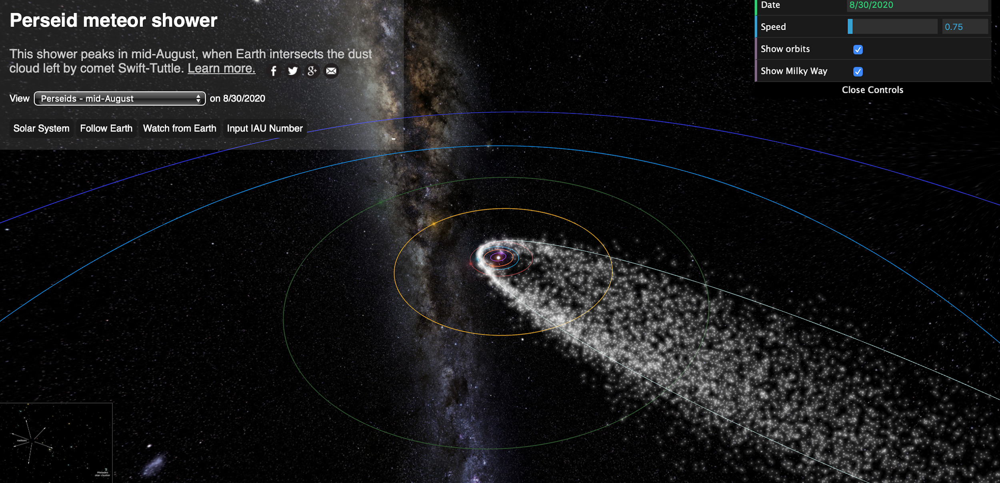 Perseid meteor shower
This shower peaks in mid-August, when Earth intersects the dust
cloud left by comet Swift-Tuttle. Learn more.
View Perseids - mid-August on 8/30/2020
Solar System Follow Earth Watch from Earth Input IAU Number
Date 8/30/2020
Speed 0.75
Show orbits
Show Milky Way
Close Controls
radiant
Pleiades
star cluster